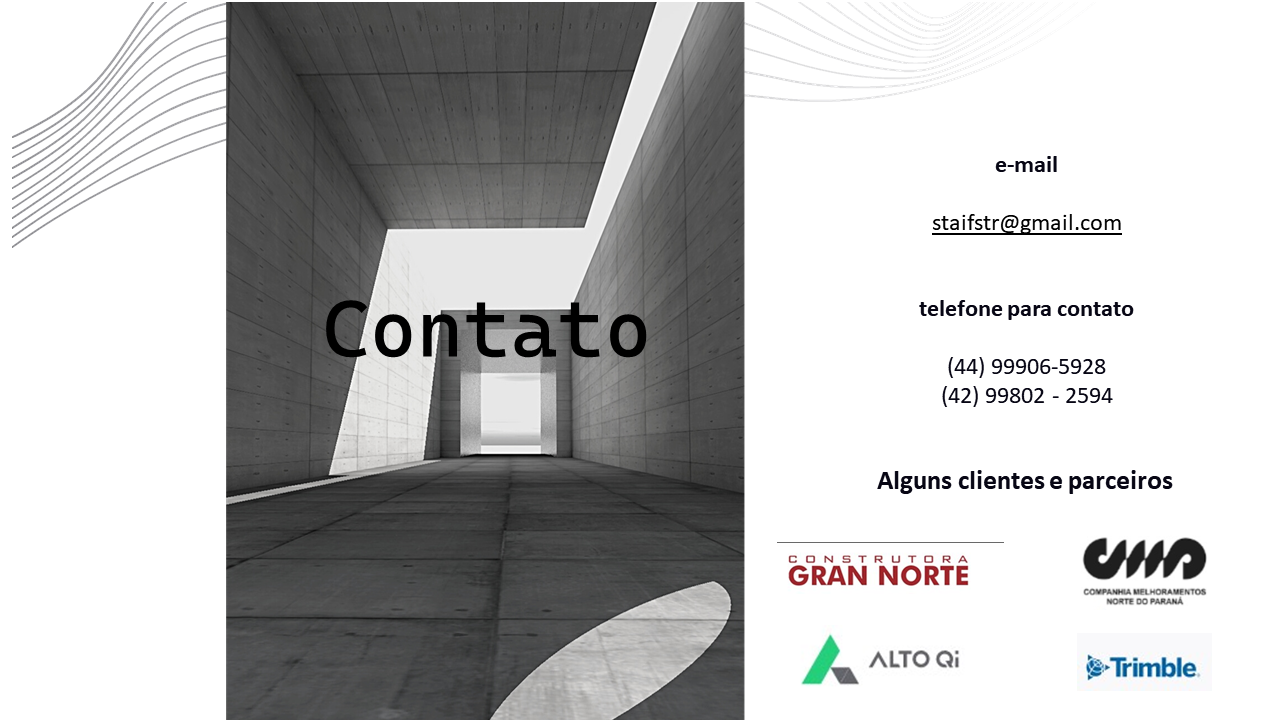 Contato
e-mail
staifstr@gmail.com
telefone para contato
(44) 99906-5928
(42) 99802 - 2594
Alguns clientes e parceiros
CONSTRUTORA
GRAN NORTE
CMNP
COMPANHIA MELHORAMENTOS
NORTE DO PARANÁ
ALTO Qi
Trimble